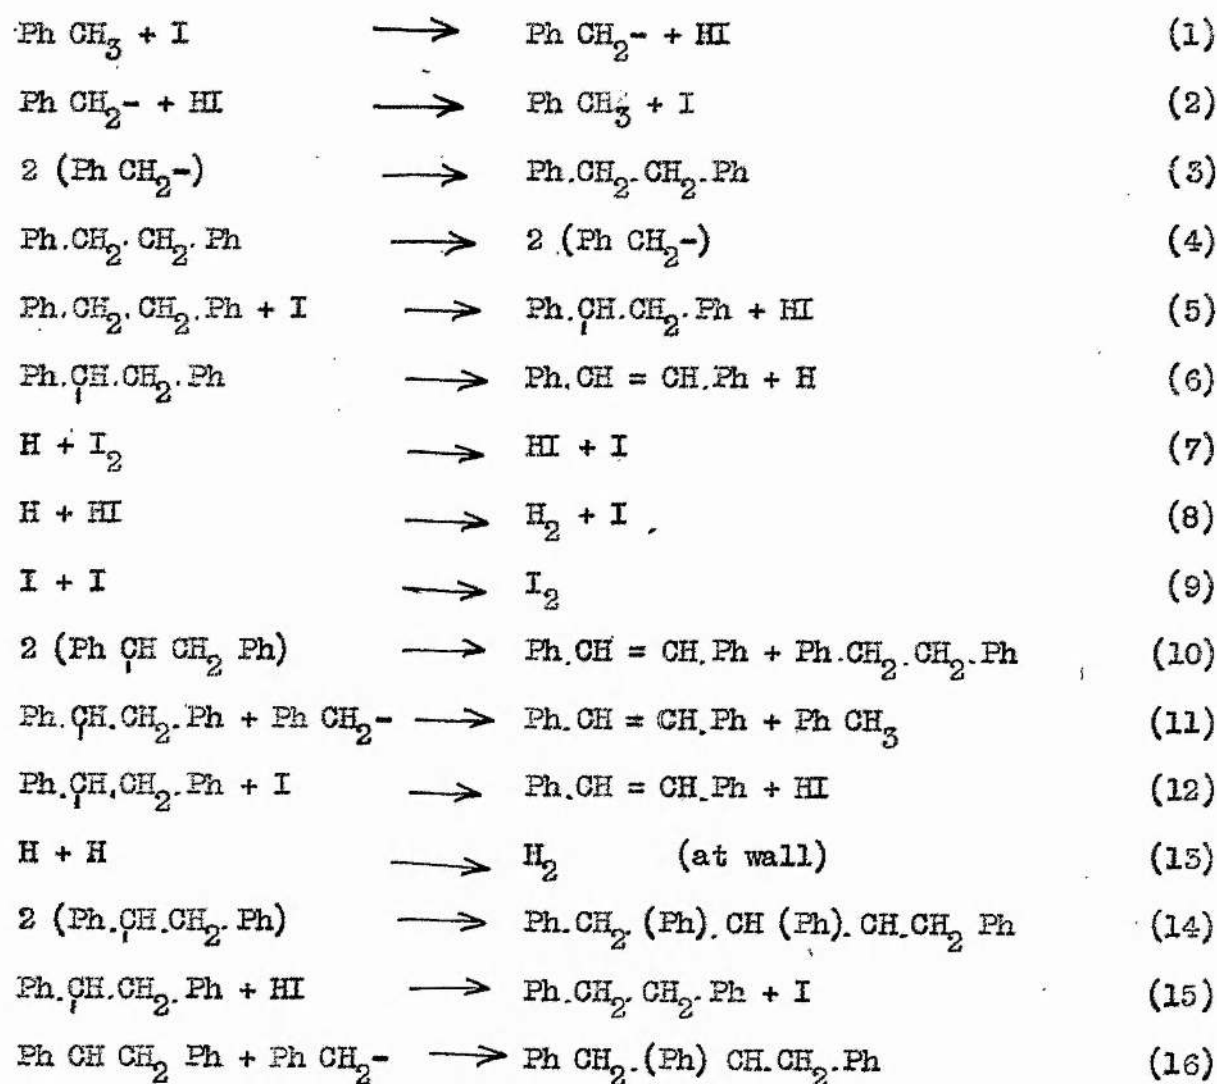 Ph CH₃ + I ⟶ Ph CH₂- + HI (1)
Ph CH₂- + HI ⟶ Ph CH₃ + I (2)
2 (Ph CH₂-) ⟶ Ph.CH₂.CH₂.Ph (3)
Ph.CH₂.CH₂.Ph ⟶ 2 (Ph CH₂-) (4)
Ph.CH₂.CH₂.Ph + I ⟶ Ph.CH.CH₂.Ph + HI (5)
Ph.CH.CH₂.Ph ⟶ Ph.CH = CH.Ph + H (6)
H + I₂ ⟶ HI + I (7)
H + HI ⟶ H₂ + I (8)
I + I ⟶ I₂ (9)
2 (Ph CH CH₂ Ph) ⟶ Ph.CH = CH.Ph + Ph.CH₂.CH₂.Ph (10)
Ph.CH.CH₂.Ph + Ph CH₂- ⟶ Ph.CH = CH.Ph + Ph CH₃ (11)
Ph.CH.CH₂.Ph + I ⟶ Ph.CH = CH.Ph + HI (12)
H + H ⟶ H₂ (at wall) (13)
2 (Ph.CH.CH₂.Ph) ⟶ Ph.CH₂.(Ph).CH (Ph).CH.CH₂ Ph (14)
Ph.CH.CH₂.Ph + HI ⟶ Ph.CH₂.CH₂.Ph + I (15)
Ph CH CH₂ Ph + Ph CH₂- ⟶ Ph CH₂.(Ph) CH.CH₂.Ph (16)